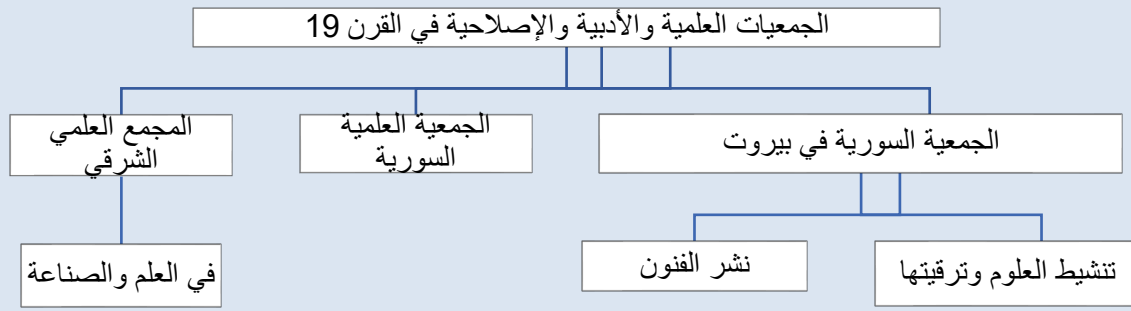 الجمعيات العلمية والأدبية والإصلاحية في القرن 19
الجمعية السورية في بيروت
الجمعية العلمية
السورية
المجمع العلمي
الشرقي
تنشيط العلوم وترقيتها
نشر الفنون
في العلم والصناعة